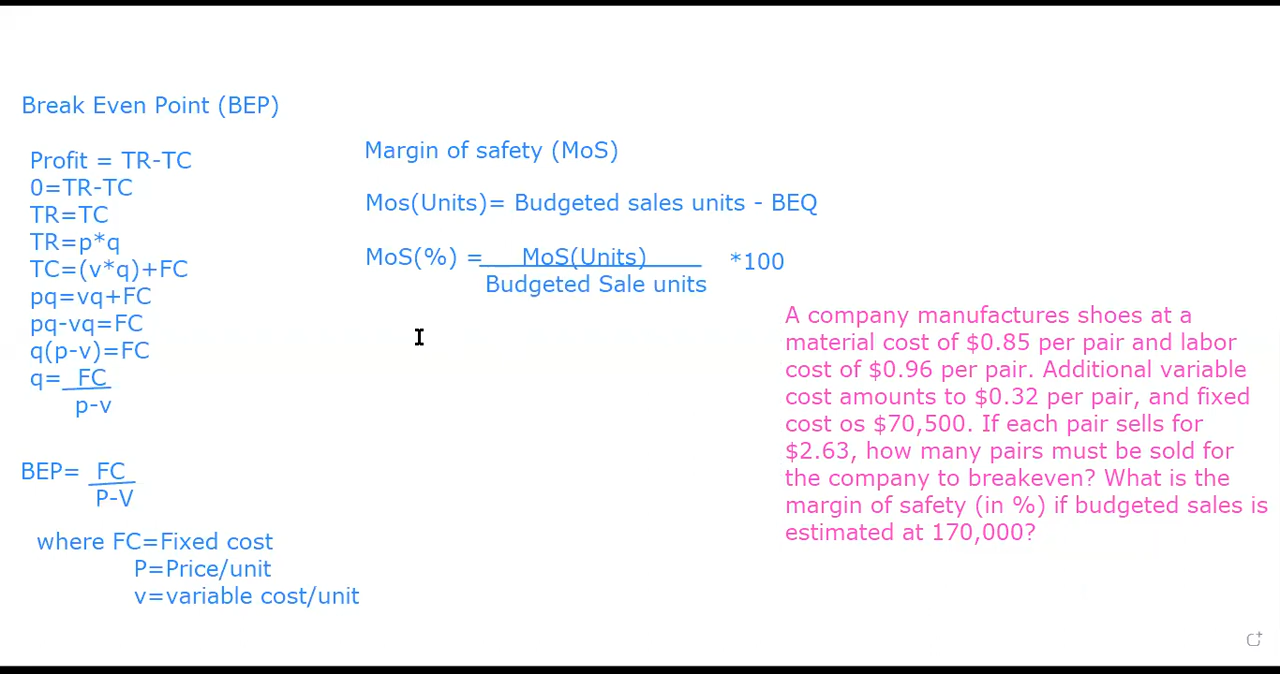 Break Even Point (BEP)
Profit = TR-TC
0=TR-TC
TR=TC
TR=p*q
TC=(v*q)+FC
pq=vq+FC
pq-vq=FC
q(p-v)=FC
q= FC
p-v
BEP= FC
P-V
where FC=Fixed cost
P=Price/unit
v=variable cost/unit
Margin of safety (MoS)
Mos(Units)= Budgeted sales units - BEQ
MoS(%) = MoS(Units) *100
Budgeted Sale units
A company manufactures shoes at a
material cost of $0.85 per pair and labor
cost of $0.96 per pair. Additional variable
cost amounts to $0.32 per pair, and fixed
cost os $70,500. If each pair sells for
$2.63, how many pairs must be sold for
the company to breakeven? What is the
margin of safety (in %) if budgeted sales is
estimated at 170,000?